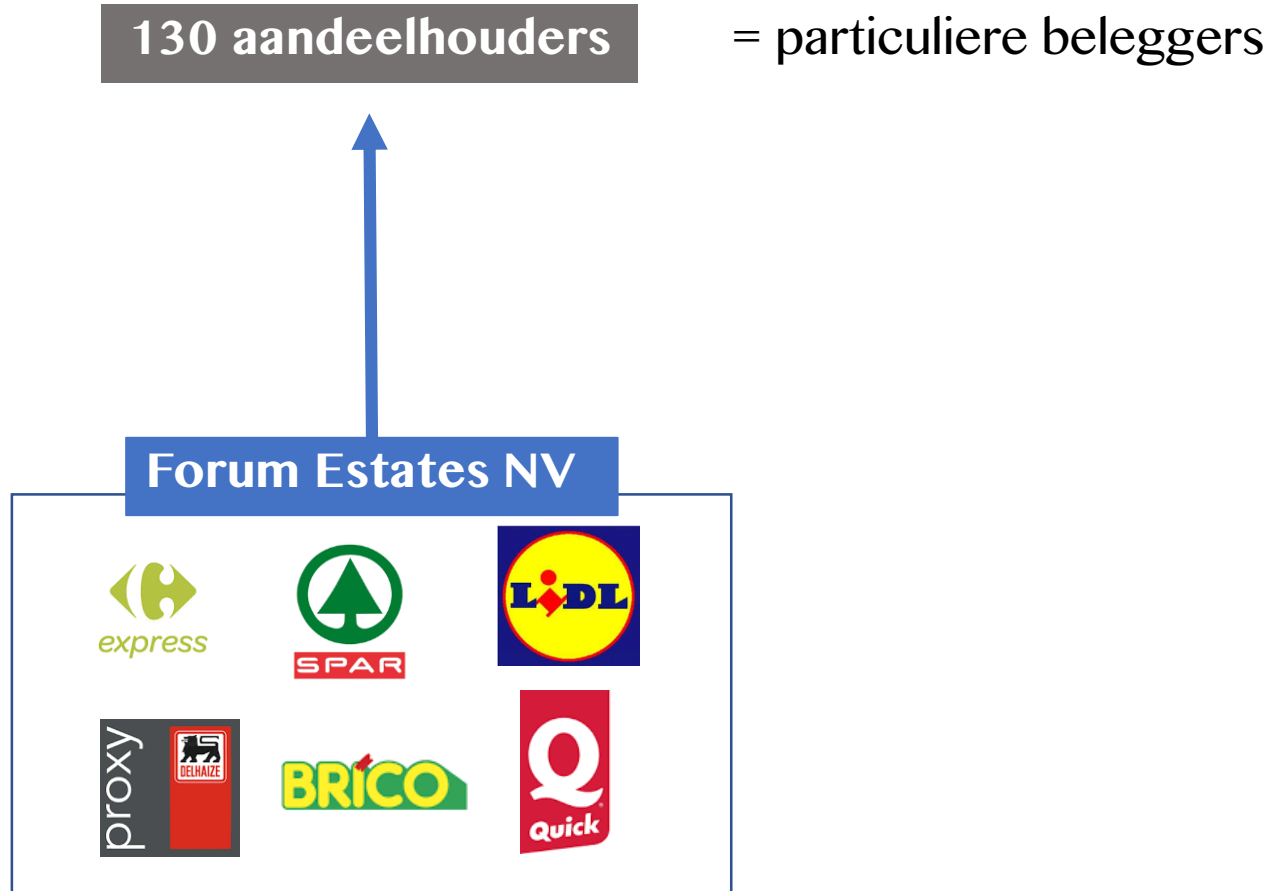 130 aandeelhouders = particuliere beleggers
Forum Estates NV
express
SPAR
LiDL
proxy
DELHAIZE
BRICO
Q
Quick